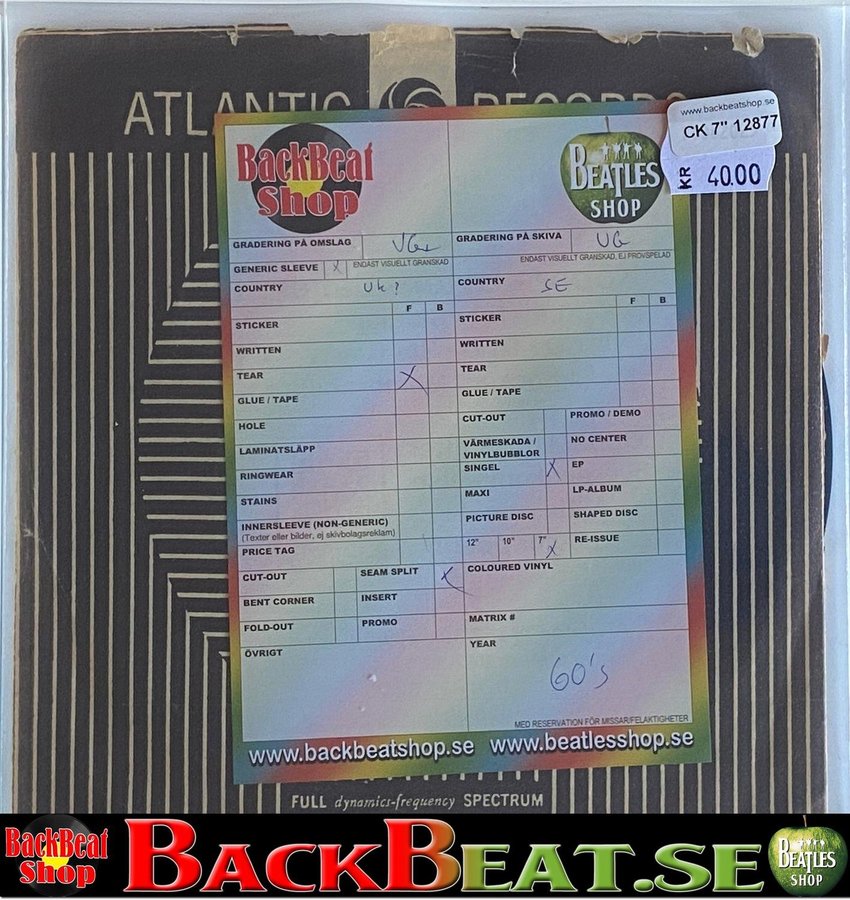 ATLANTIC RECORDS
www.backbeatshop.se
CK 7" 12877
KR 40.00
BackBeat
Shop
BEATLES
SHOP
GRADERING PÅ OMSLAG
GRADERING PÅ SKIVA VG
GENERIC SLEEVE X ENDAST VISUELLT GRANSKAD
ENDAST VISUELLT GRANSKAD, EJ PROVSPELAD
COUNTRY UK ?
COUNTRY SE
F B
F B
STICKER
STICKER
WRITTEN
WRITTEN
TEAR X
TEAR
GLUE / TAPE
GLUE / TAPE
HOLE
CUT-OUT PROMO / DEMO
LAMINATSLÄPP
VÄRMESKADA /
VINYLBUBBLOR NO CENTER
RINGWEAR
SINGEL X EP
STAINS
MAXI LP-ALBUM
INNERSLEEVE (NON-GENERIC)
(Texter eller bilder, ej skivbolagsreklam)
PICTURE DISC SHAPED DISC
PRICE TAG
12" 10" 7" X RE-ISSUE
CUT-OUT SEAM SPLIT X
COLOURED VINYL
BENT CORNER INSERT
FOLD-OUT PROMO
MATRIX #
ÖVRIGT
YEAR
60's
MED RESERVATION FÖR MISSAR/FELAKTIGHETER
www.backbeatshop.se www.beatlesshop.se
FULL dynamics-frequency SPECTRUM
BackBeat
Shop
BACKBEAT.SE
BEATLES
SHOP